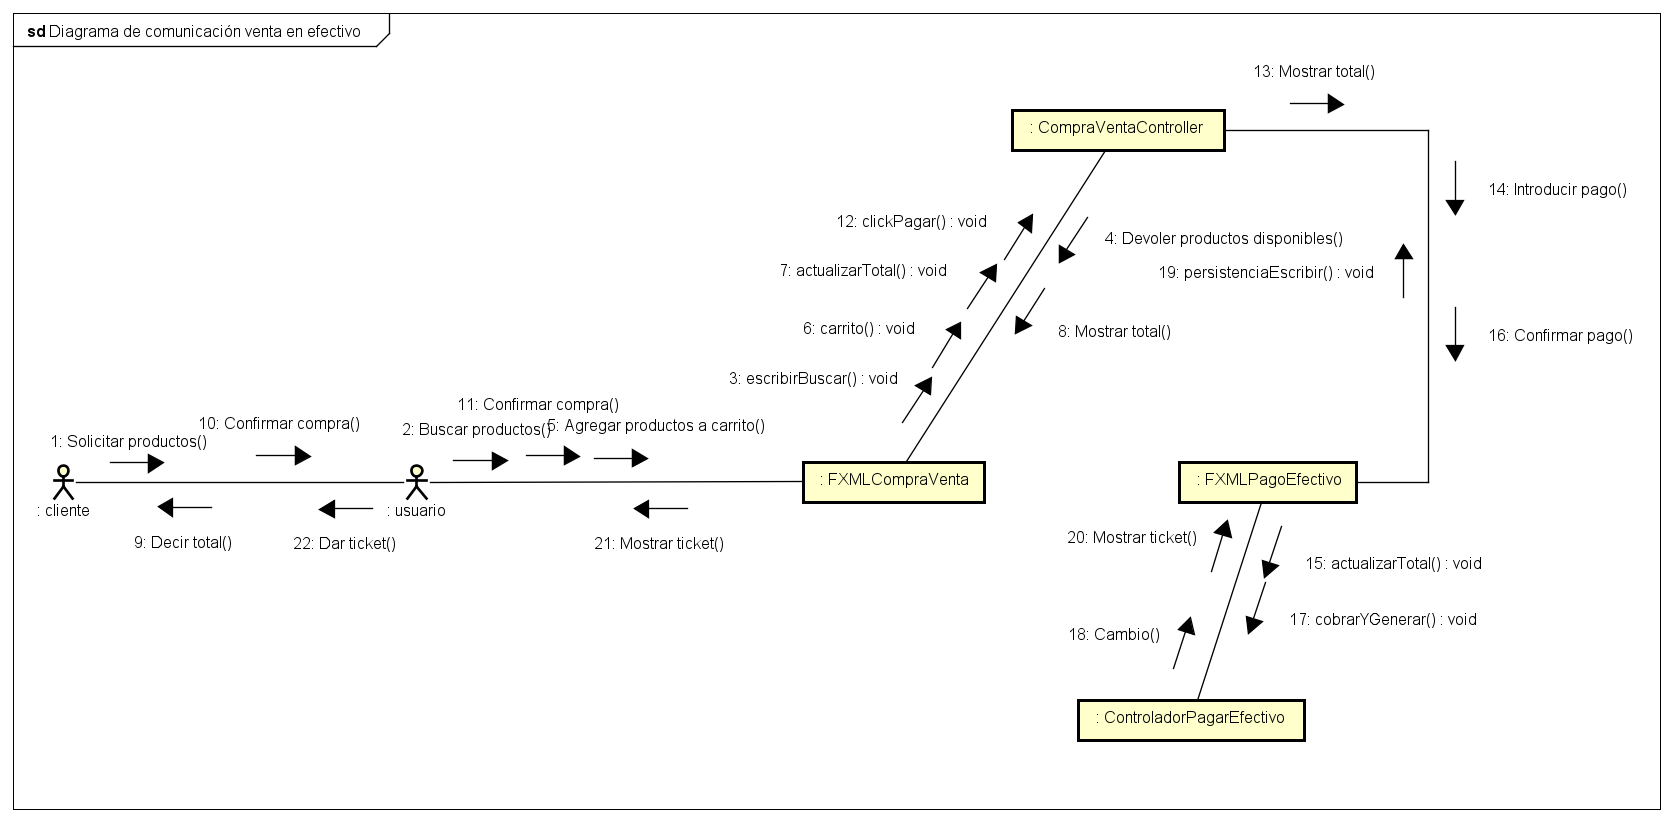 sd Diagrama de comunicación venta en efectivo
13: Mostrar total()
: CompraVentaController
14: Introducir pago()
12: clickPagar() : void
4: Devoler productos disponibles()
7: actualizarTotal() : void
19: persistenciaEscribir() : void
6: carrito() : void
8: Mostrar total()
16: Confirmar pago()
3: escribirBuscar() : void
11: Confirmar compra()
10: Confirmar compra()
2: Buscar productos()
5: Agregar productos a carrito()
1: Solicitar productos()
: FXMLCompraVenta
: FXMLPagoEfectivo
: cliente
: usuario
9: Decir total()
22: Dar ticket()
21: Mostrar ticket()
20: Mostrar ticket()
15: actualizarTotal() : void
17: cobrarYGenerar() : void
18: Cambio()
: ControladorPagarEfectivo